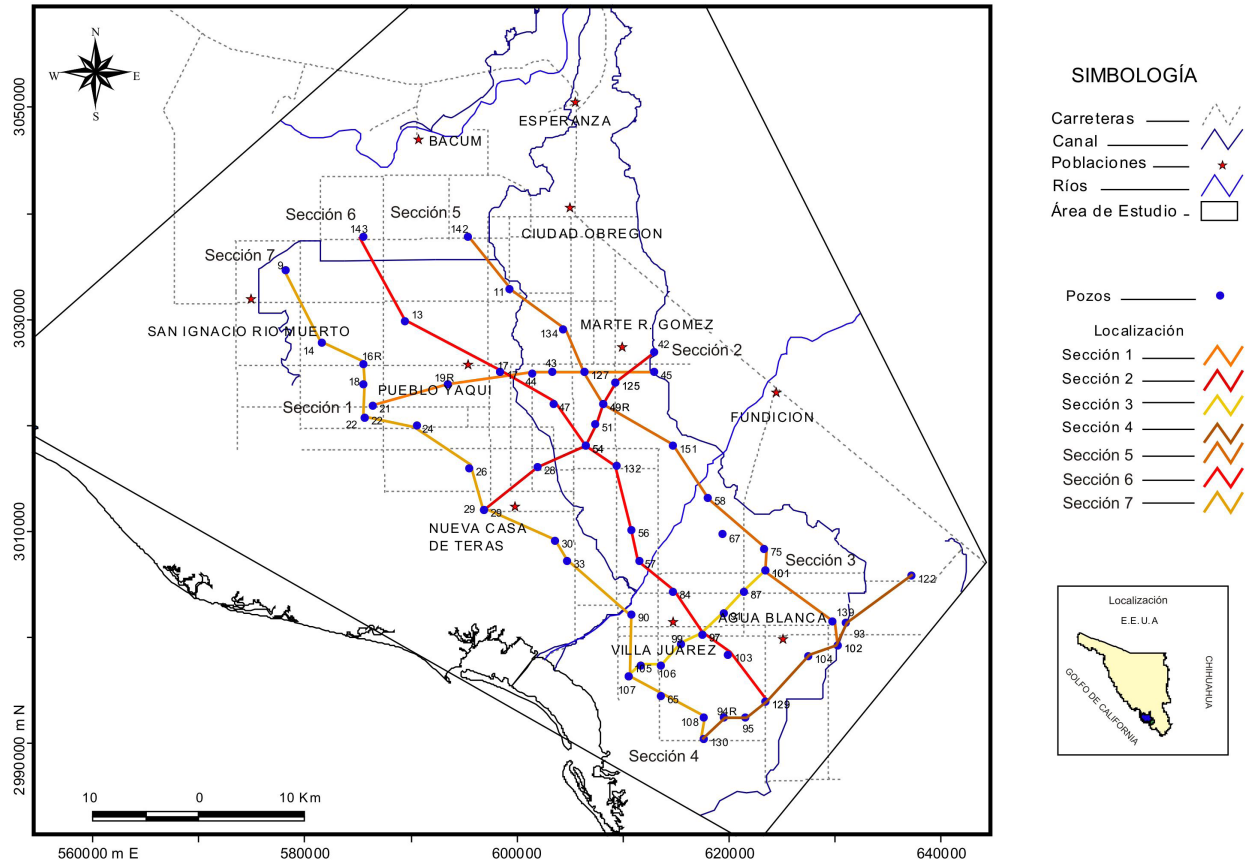 N
W
E
S
3050000
3030000
3010000
2990000 m N
560000 m E
580000
600000
620000
640000
10
0
10 Km
ESPERANZA
BACUM
CIUDAD OBREGON
SAN IGNACIO RIO MUERTO
MARTE R. GOMEZ
PUEBLO YAQUI
FUNDICION
NUEVA CASA
DE TERAS
AGUA BLANCA
VILLA JUAREZ
Sección 6
Sección 5
Sección 7
Sección 2
Sección 1
Sección 3
Sección 4
143
142
9
11
13
134
14
42
16R
17
17
43
127
45
18
19R
44
125
21
47
49R
22
22
24
51
54
151
26
28
132
29
29
58
56
67
30
75
33
57
101
122
84
87
90
91
139
93
97
99
102
103
104
105
106
107
65
129
108
94R
95
130
SIMBOLOGÍA
Carreteras
Canal
Poblaciones
Ríos
Área de Estudio
Pozos
Localización
Sección 1
Sección 2
Sección 3
Sección 4
Sección 5
Sección 6
Sección 7
Localización
E.E. U. A
CHIHUAHUA
GOLFO DE CALIFORNIA